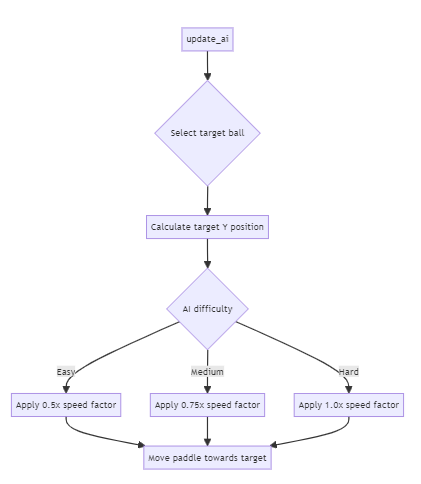 update_ai
Select target ball
Calculate target Y position
AI difficulty
Easy
Medium
Hard
Apply 0.5x speed factor
Apply 0.75x speed factor
Apply 1.0x speed factor
Move paddle towards target